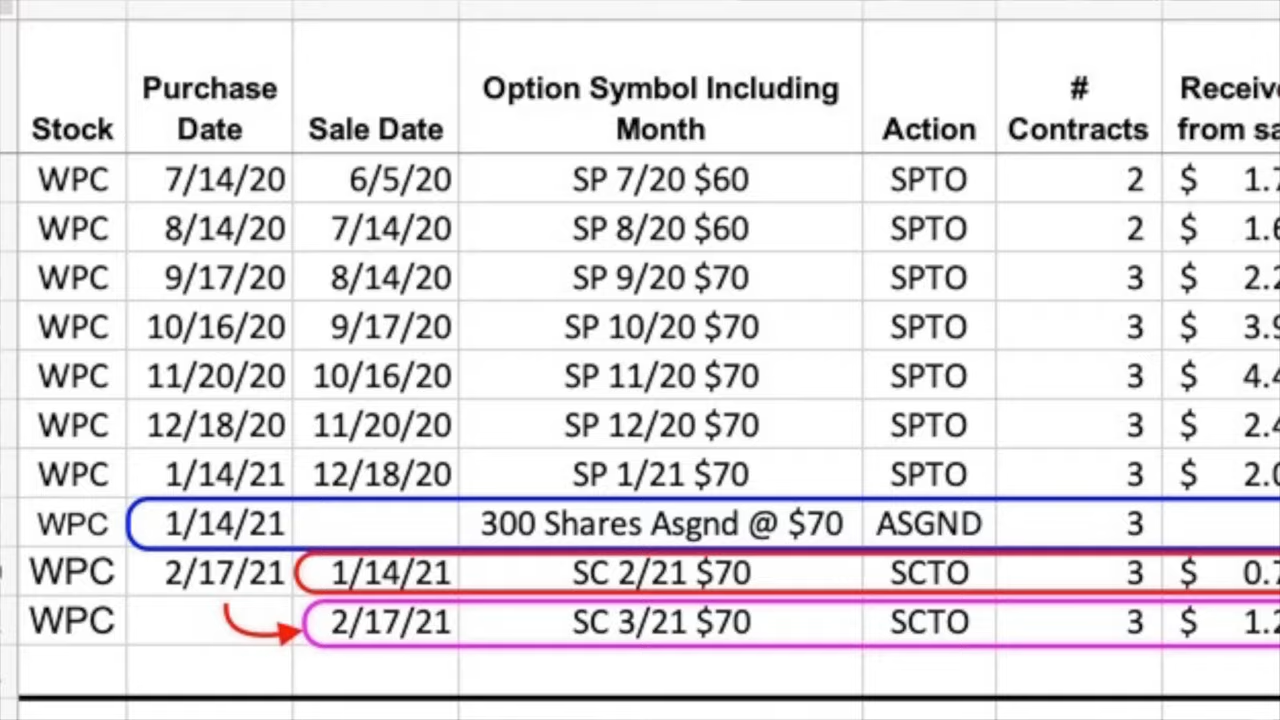 Stock Purchase Date Sale Date Option Symbol Including Month Action # Contracts
WPC 7/14/20 6/5/20 SP 7/20 $60 SPTO 2 $
WPC 8/14/20 7/14/20 SP 8/20 $60 SPTO 2 $
WPC 9/17/20 8/14/20 SP 9/20 $70 SPTO 3 $
WPC 10/16/20 9/17/20 SP 10/20 $70 SPTO 3 $
WPC 11/20/20 10/16/20 SP 11/20 $70 SPTO 3 $
WPC 12/18/20 11/20/20 SP 12/20 $70 SPTO 3 $
WPC 1/14/21 12/18/20 SP 1/21 $70 SPTO 3 $
WPC 1/14/21 300 Shares Asgnd @ $70 ASGND 3
WPC 2/17/21 1/14/21 SC 2/21 $70 SCTO 3 $
WPC 2/17/21 SC 3/21 $70 SCTO 3 $